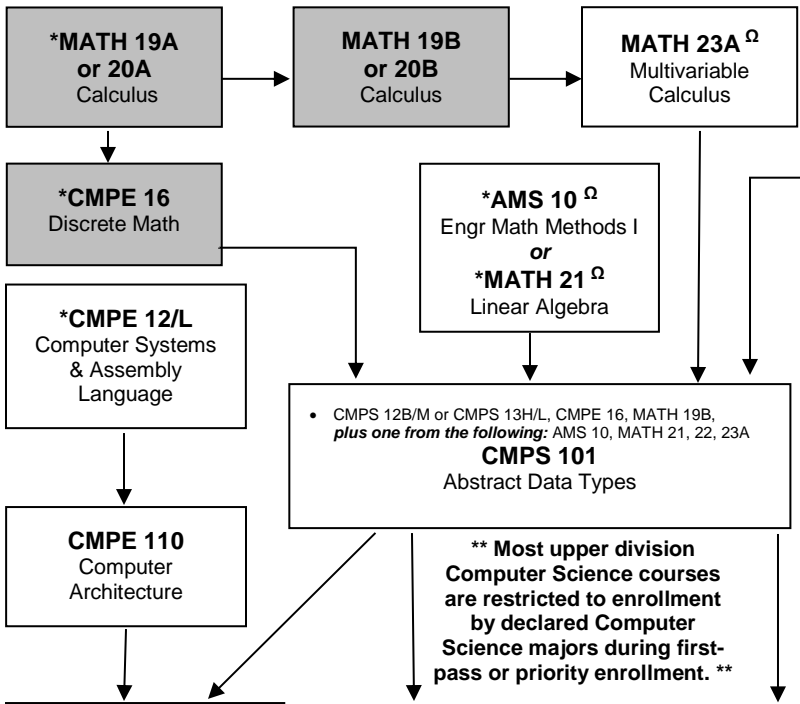 *MATH 19A
or 20A
Calculus
MATH 19B
or 20B
Calculus
MATH 23A Ω
Multivariable
Calculus
*CMPE 16
Discrete Math
*AMS 10 Ω
Engr Math Methods I
or
*MATH 21 Ω
Linear Algebra
*CMPE 12/L
Computer Systems
& Assembly
Language
• CMPS 12B/M or CMPS 13H/L, CMPE 16, MATH 19B,
plus one from the following: AMS 10, MATH 21, 22, 23A
CMPS 101
Abstract Data Types
CMPE 110
Computer
Architecture
** Most upper division
Computer Science courses
are restricted to enrollment
by declared Computer
Science majors during first-
pass or priority enrollment. **